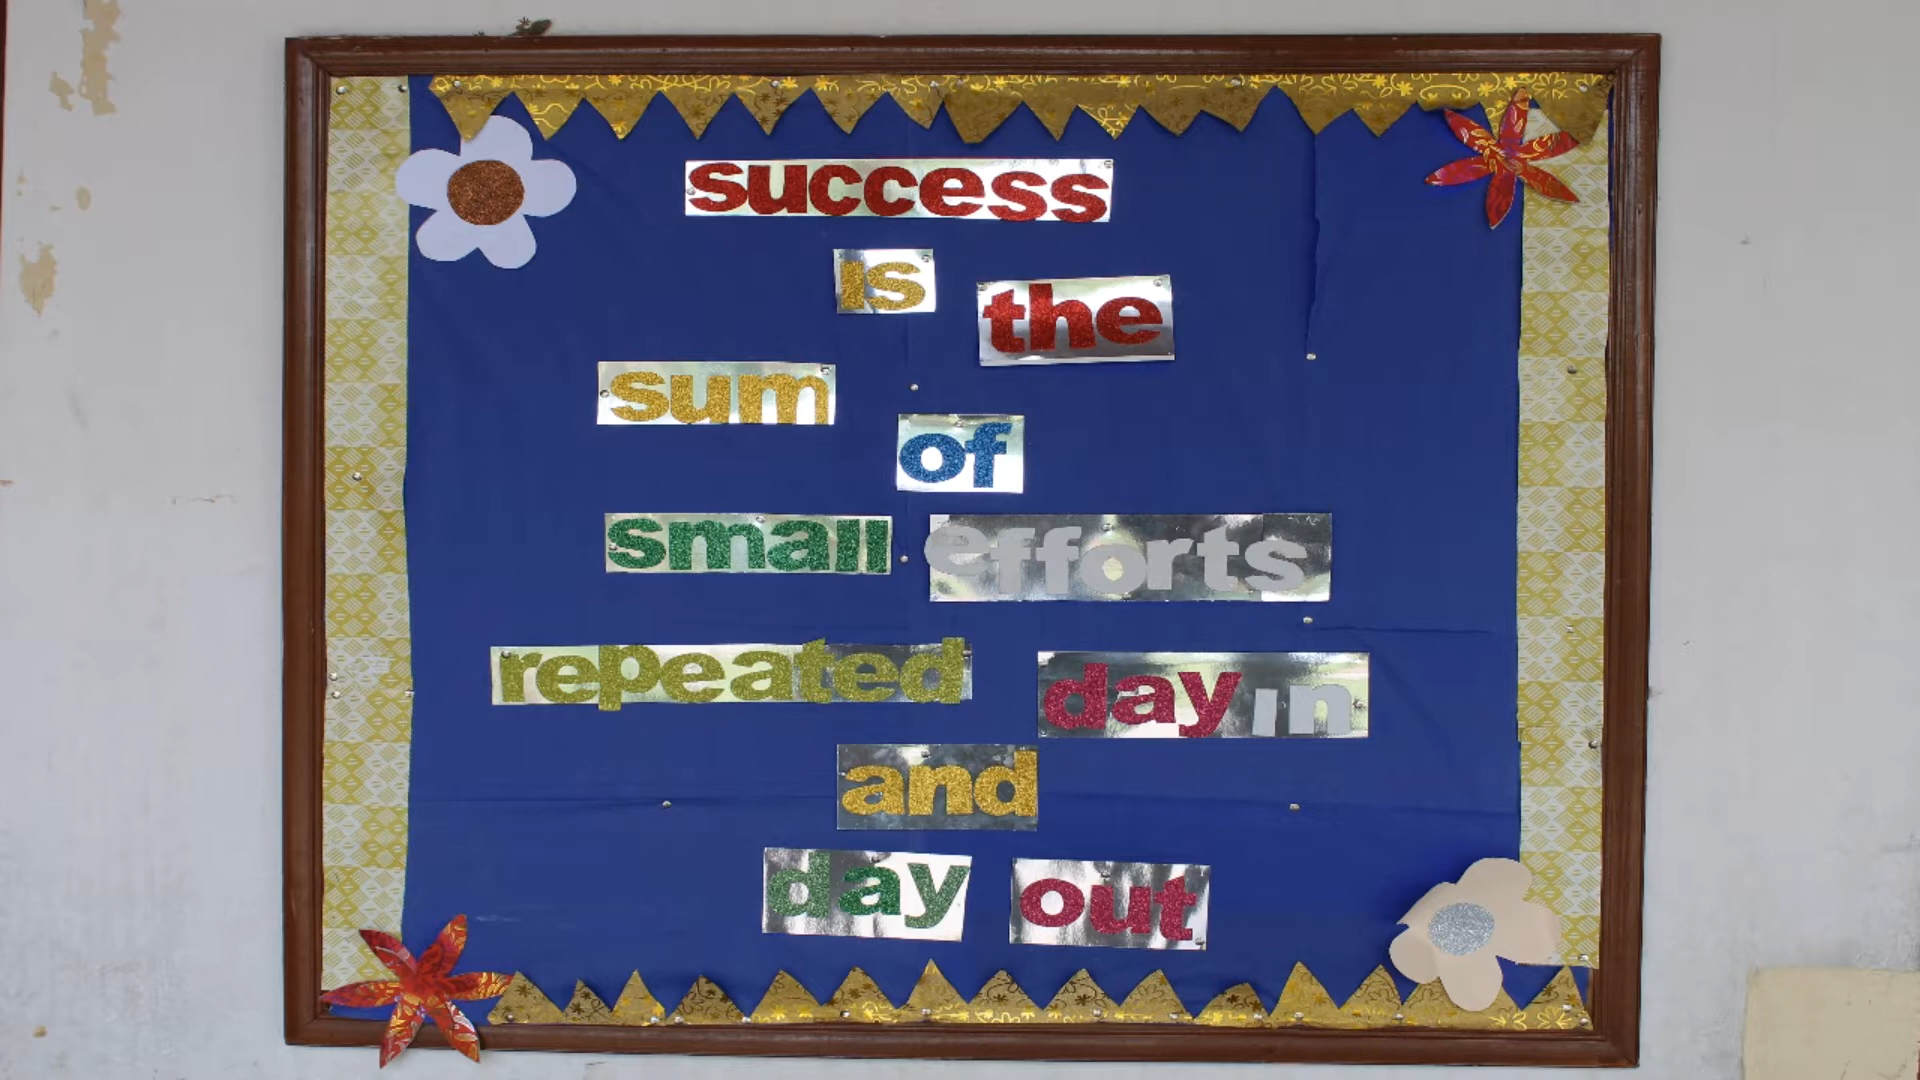 success
is the
sum
of
small efforts
repeated day in
and
day out